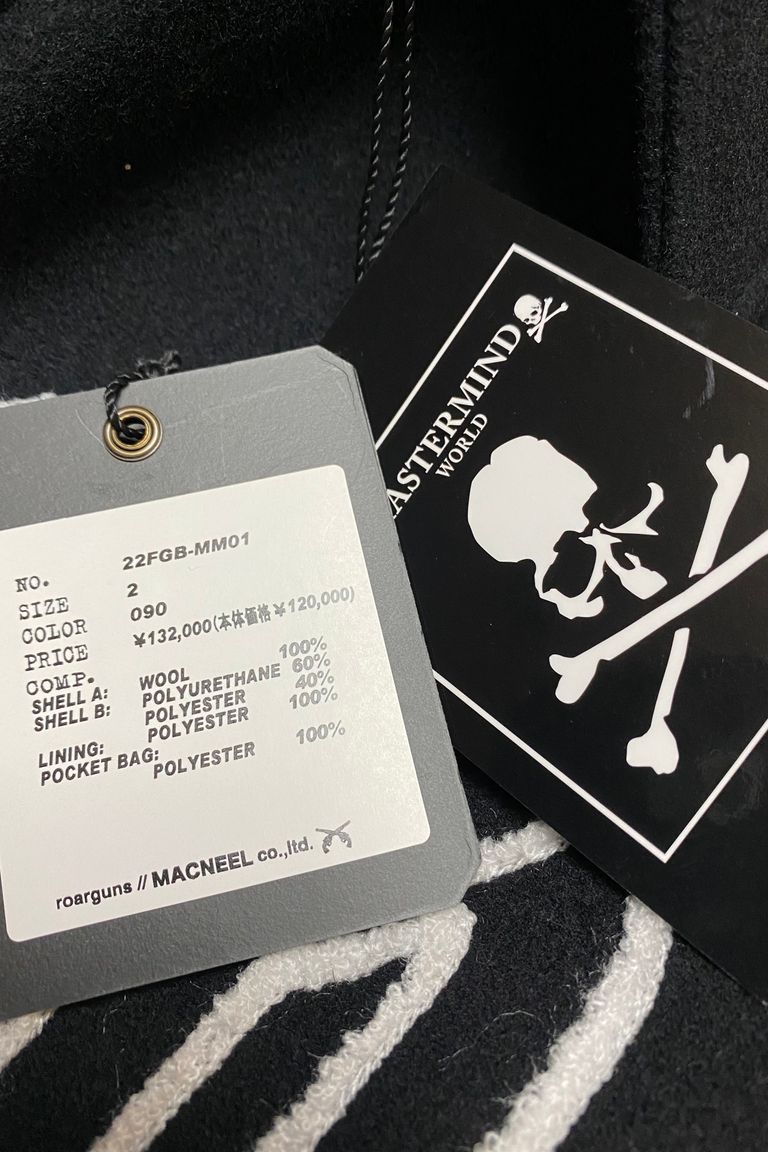 NO. 22FGB-MM01
SIZE 2
COLOR 090
PRICE ¥132,000(本体価格¥120,000)
COMP.
SHELL A: WOOL 100%
SHELL B: POLYURETHANE 60%
POLYESTER 40%
LINING: POLYESTER 100%
POCKET BAG:
POLYESTER 100%
roarguns // MACNEEL co.,ltd.
ASTERMIND
WORLD